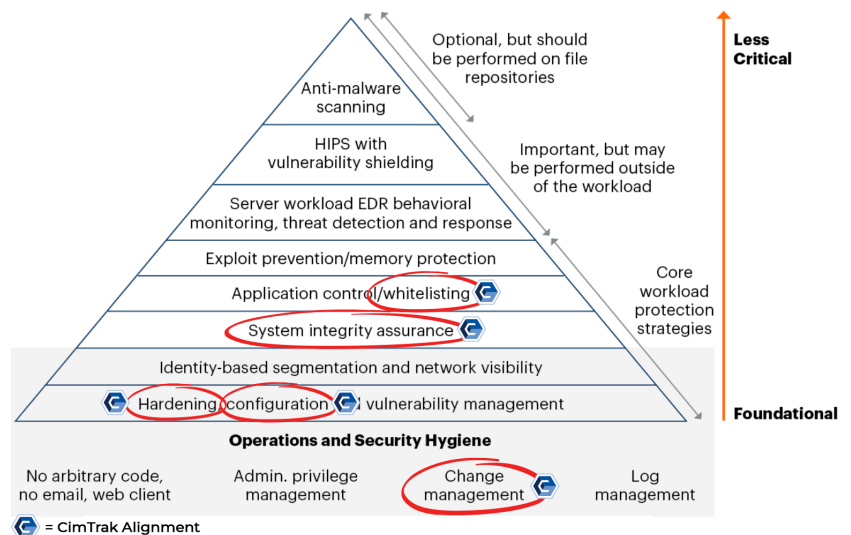 Optional, but should
be performed on file
repositories
Less
Critical
Anti-malware
scanning
HIPS with
vulnerability shielding
Important, but may
be performed outside
of the workload
Server workload EDR behavioral
monitoring, threat detection and response
Exploit prevention/memory protection
Core
workload
protection
strategies
Application control/whitelisting
System integrity assurance
Identity-based segmentation and network visibility
Hardening, configuration vulnerability management
Foundational
Operations and Security Hygiene
No arbitrary code,
no email, web client
Admin. privilege
management
Change
management
Log
management
= CimTrak Alignment